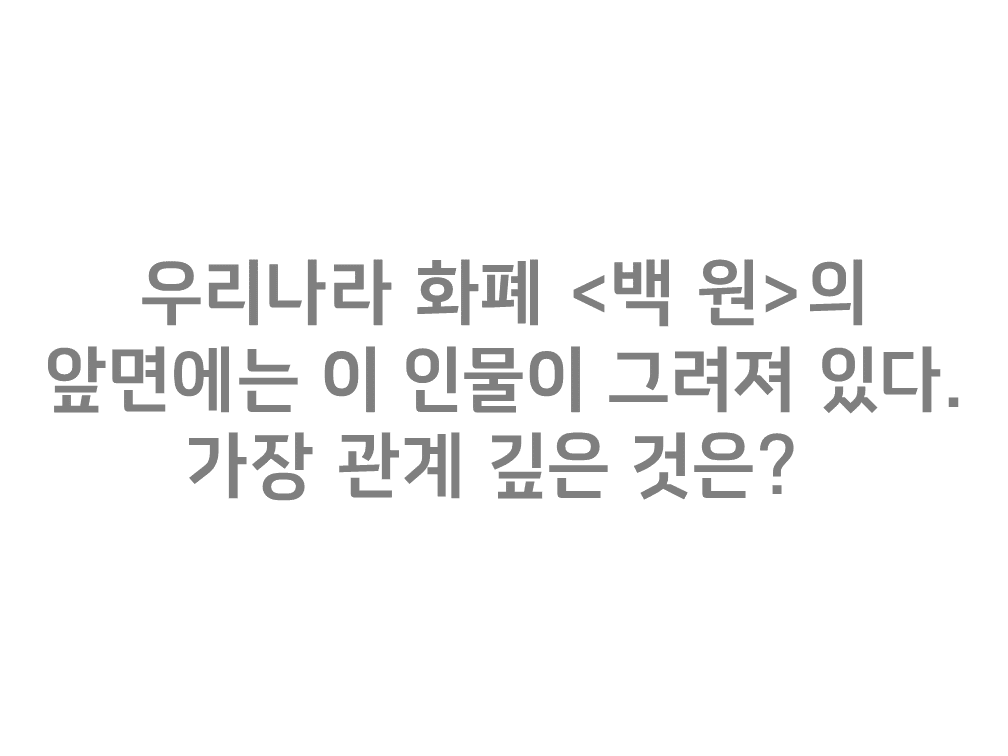 우리나라 화폐 <백 원>의
앞면에는 이 인물이 그려져 있다.
가장 관계 깊은 것은?